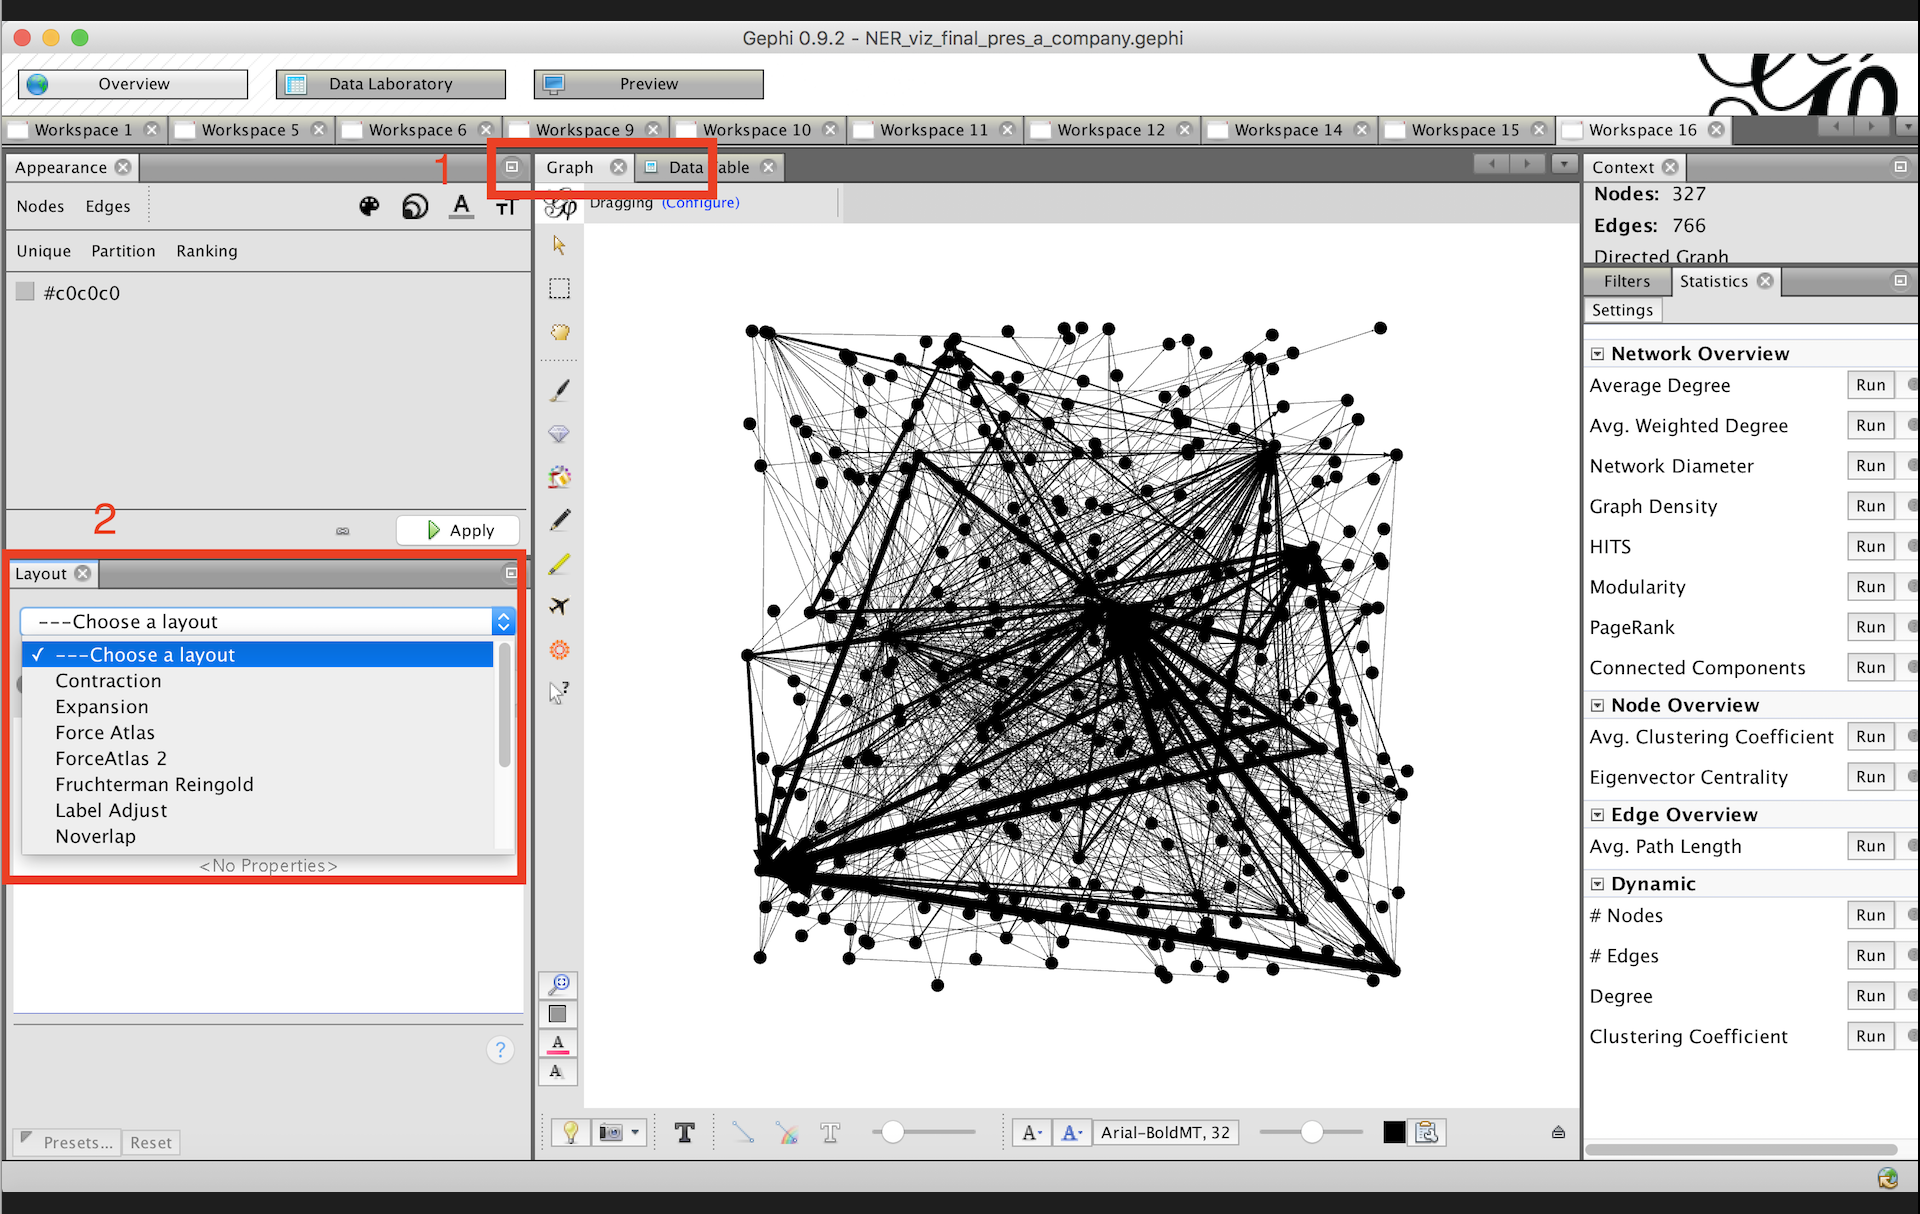 Gephi 0.9.2 - NER_viz_final_pres_a_company.gephi
Overview
Data Laboratory
Preview
Workspace 1
Workspace 5
Workspace 6
Workspace 9
Workspace 10
Workspace 11
Workspace 12
Workspace 14
Workspace 15
Workspace 16
Appearance
1
Nodes Edges
A
TT
Unique Partition Ranking
#c0c0c0
2
Apply
Layout
---Choose a layout
✓ ---Choose a layout
Contraction
Expansion
Force Atlas
ForceAtlas 2
Fruchterman Reingold
Label Adjust
Noverlap
<No Properties>
?
Presets... Reset
Graph
Data Table
Dragging (Configure)
?
A
A
T
T
A- A- Arial-BoldMT, 32
Context
Nodes: 327
Edges: 766
Directed Graph
Filters Statistics
Settings
Network Overview
Average Degree Run
Avg. Weighted Degree Run
Network Diameter Run
Graph Density Run
HITS Run
Modularity Run
PageRank Run
Connected Components Run
Node Overview
Avg. Clustering Coefficient Run
Eigenvector Centrality Run
Edge Overview
Avg. Path Length Run
Dynamic
# Nodes Run
# Edges Run
Degree Run
Clustering Coefficient Run